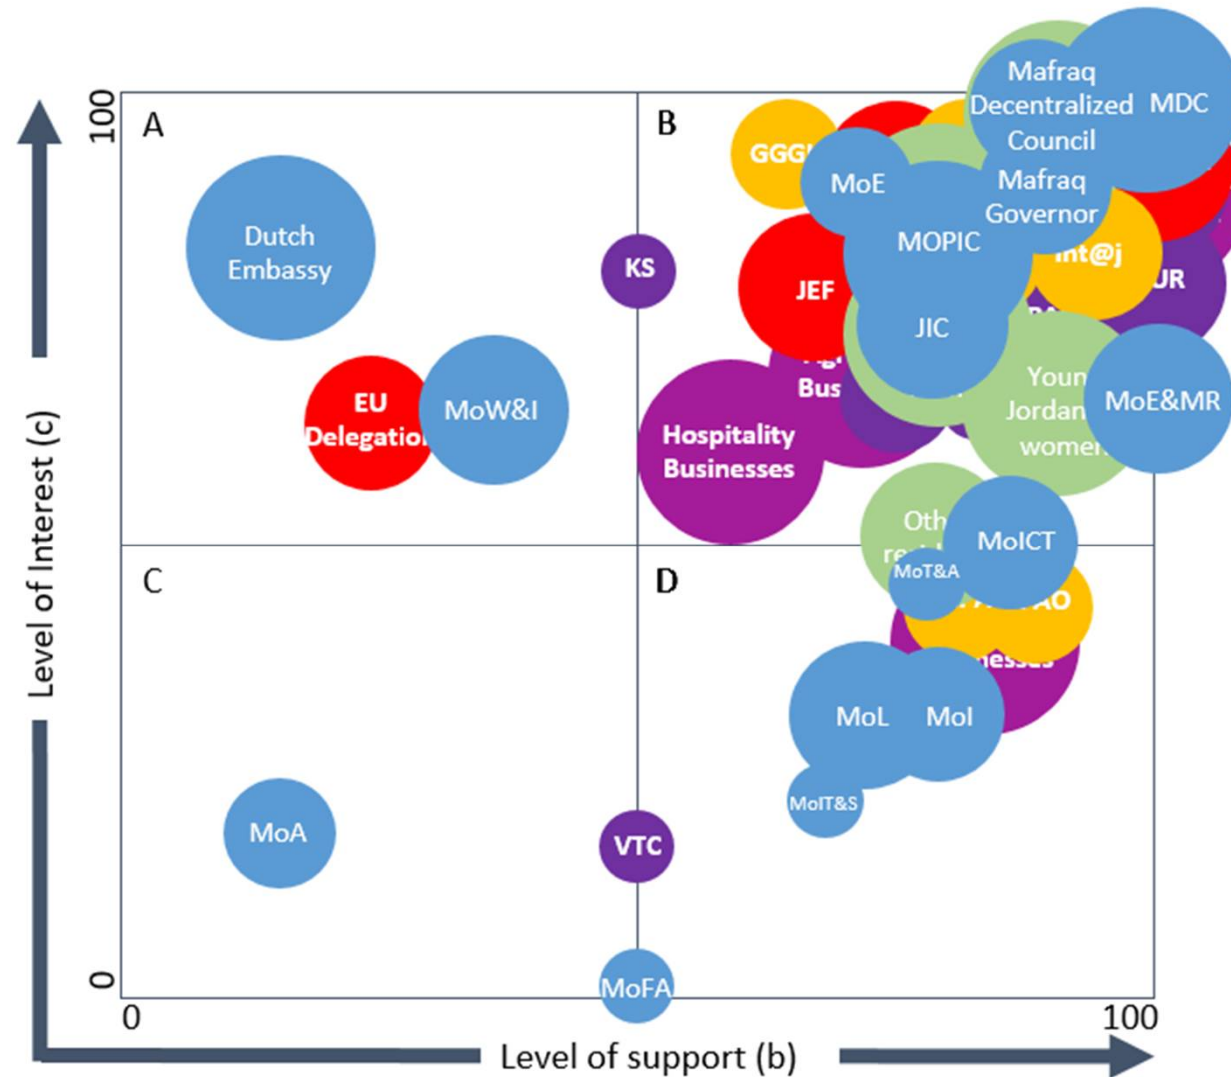 100
A
B
Mafraq
Decentralized
Council
MDC
MoE
Mafraq
Governor
Dutch
Embassy
KS
MOPIC
int@j
UR
JEF
JIC
EU
Delegation
MoW&I
Hospitality
Businesses
Jordan
women
MoE&MR
C
D
MoICT
MoT&A
MoL
MoI
MoIT&S
MoA
VTC
MoFA
0
0
100
Level of Interest (c)
Level of support (b)